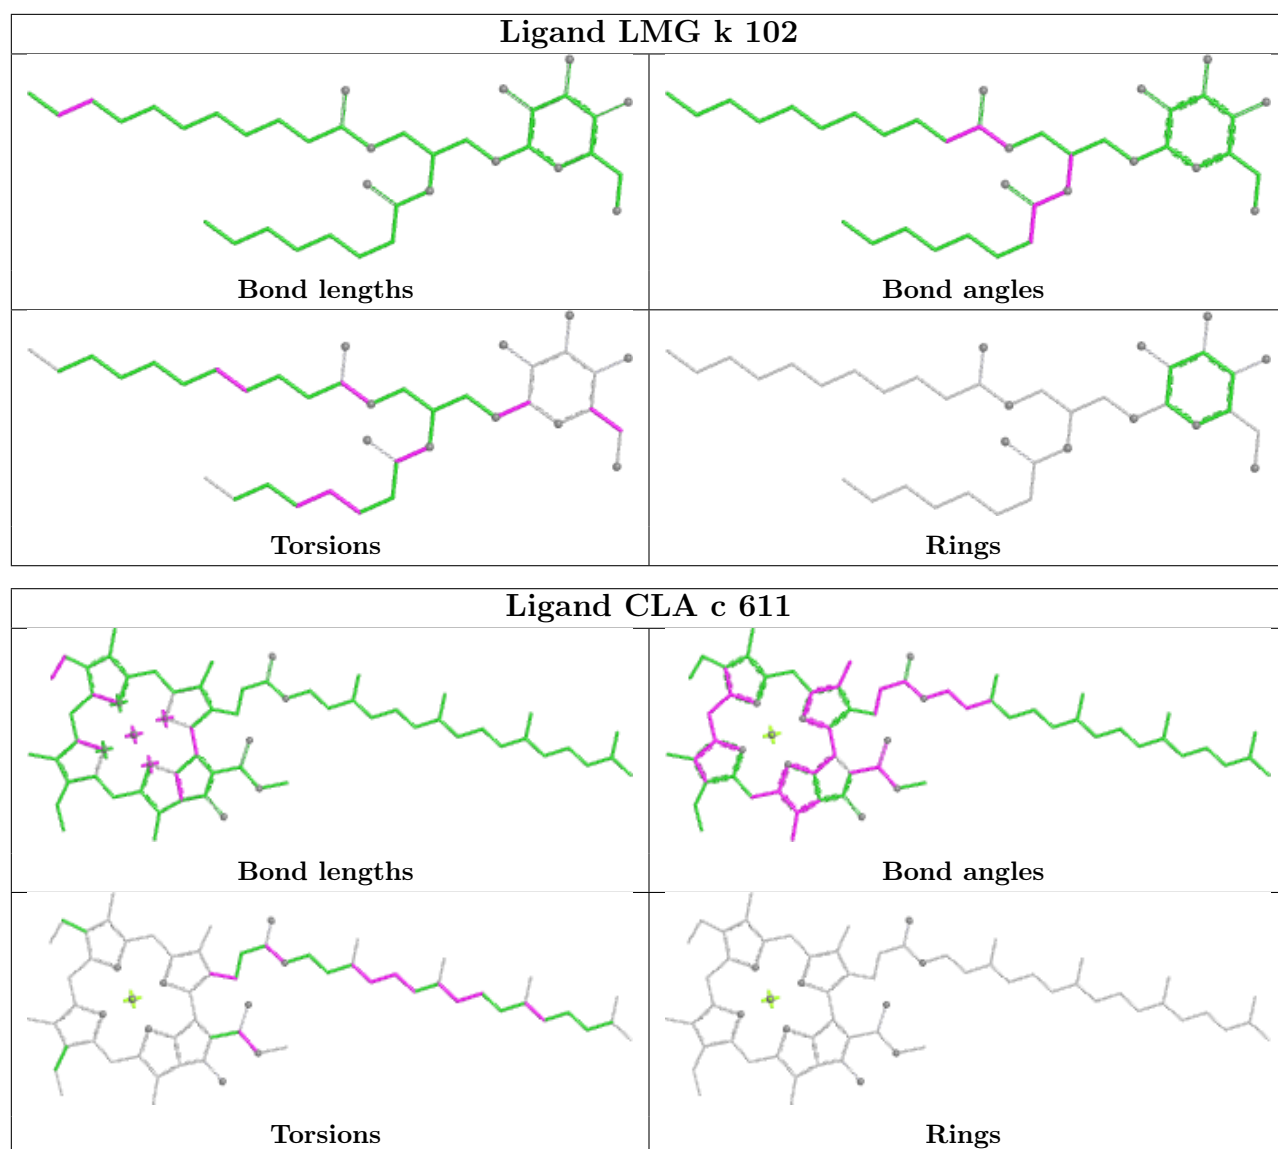 Ligand LMG k 102
Bond lengths
Bond angles
Torsions
Rings
Ligand CLA c 611
Bond lengths
Bond angles
Torsions
Rings